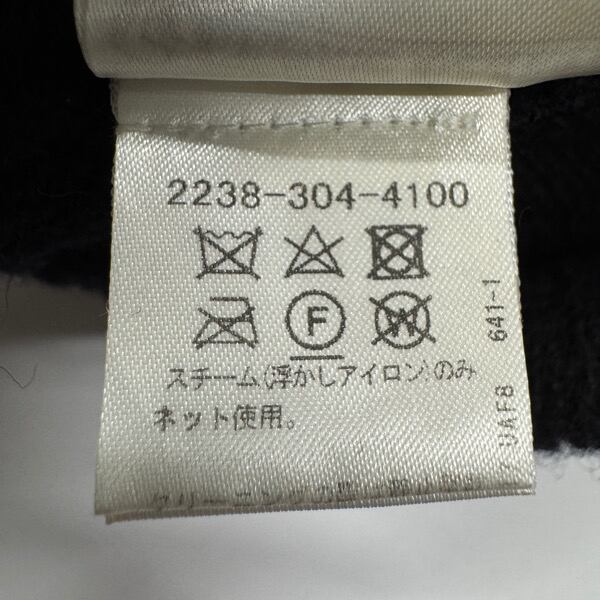 2238-304-4100
F
W
スチーム(浮かしアイロン)のみ
ネット使用。
UAFB 641-1